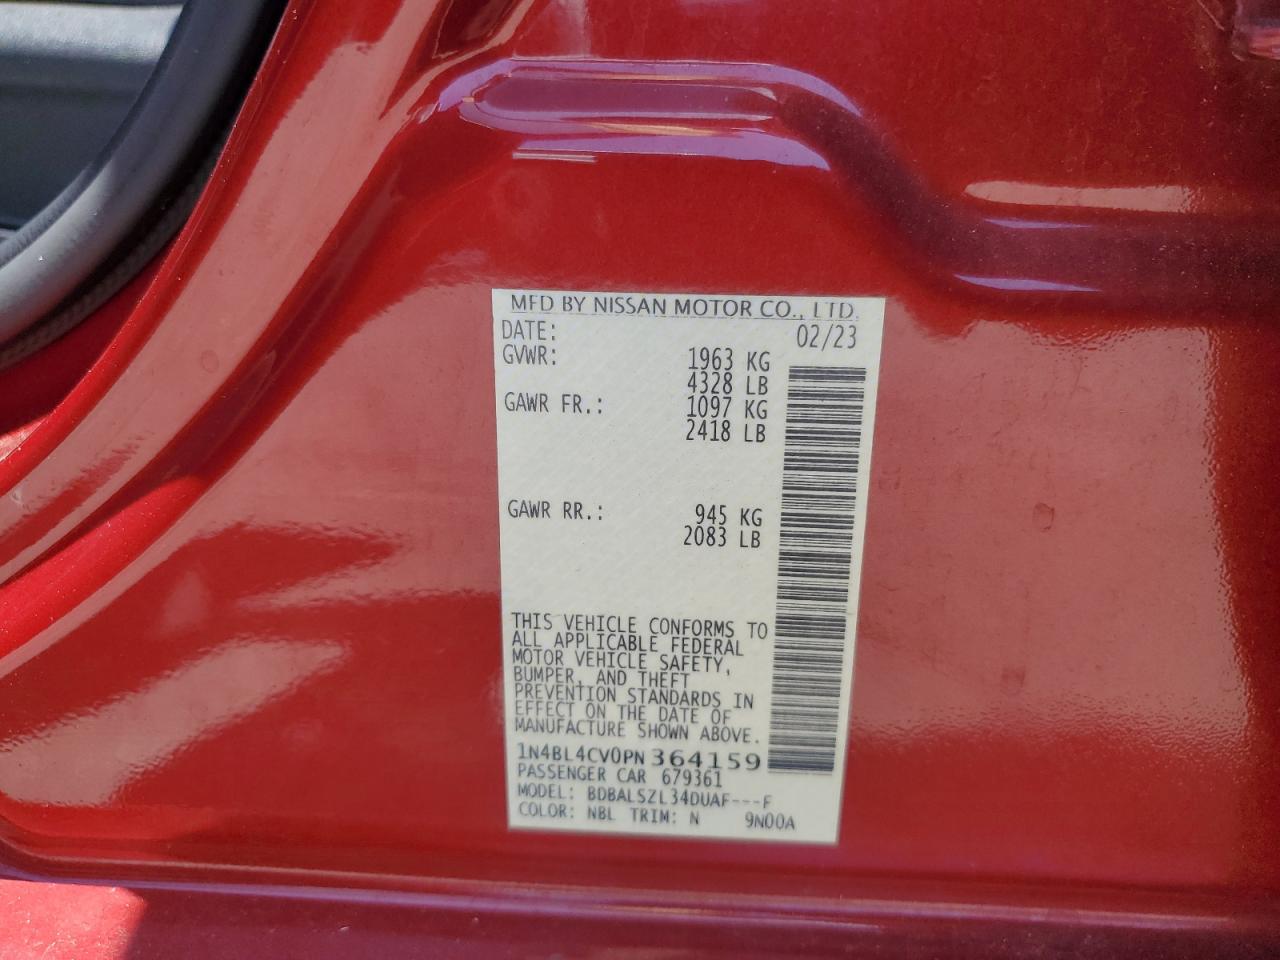 MFD BY NISSAN MOTOR CO., LTD.
DATE: 02/23
GVWR: 1963 KG
4328 LB
GAWR FR.: 1097 KG
2418 LB
GAWR RR.: 945 KG
2083 LB
THIS VEHICLE CONFORMS TO
ALL APPLICABLE FEDERAL
MOTOR VEHICLE SAFETY,
BUMPER, AND THEFT
PREVENTION STANDARDS IN
EFFECT ON THE DATE OF
MANUFACTURE SHOWN ABOVE.
1N4BL4CV0PN364159
PASSENGER CAR 679361
MODEL: BDBALSZL34DUAF---F
COLOR: NBL TRIM: N 9N00A